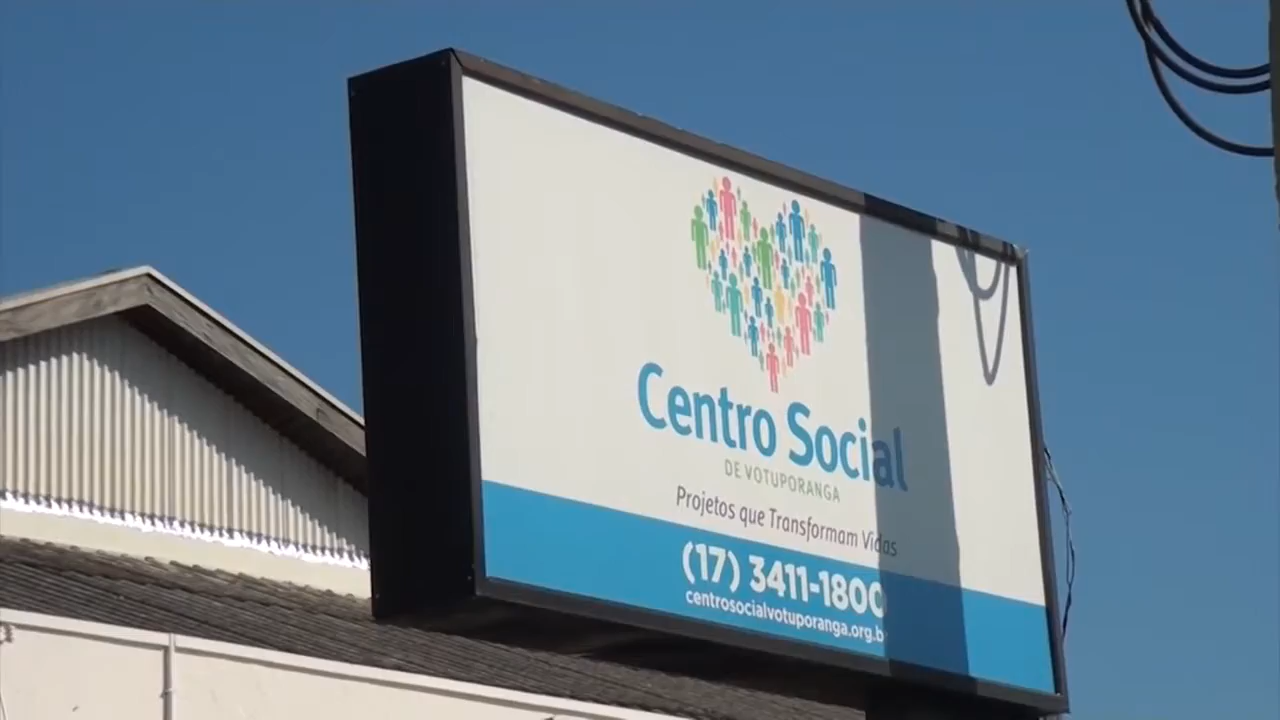 Centro Social
DE VOTUPORANGA
Projetos que Transformam Vidas
(17) 3411-1800
centrosocialvotuporanga.org.b